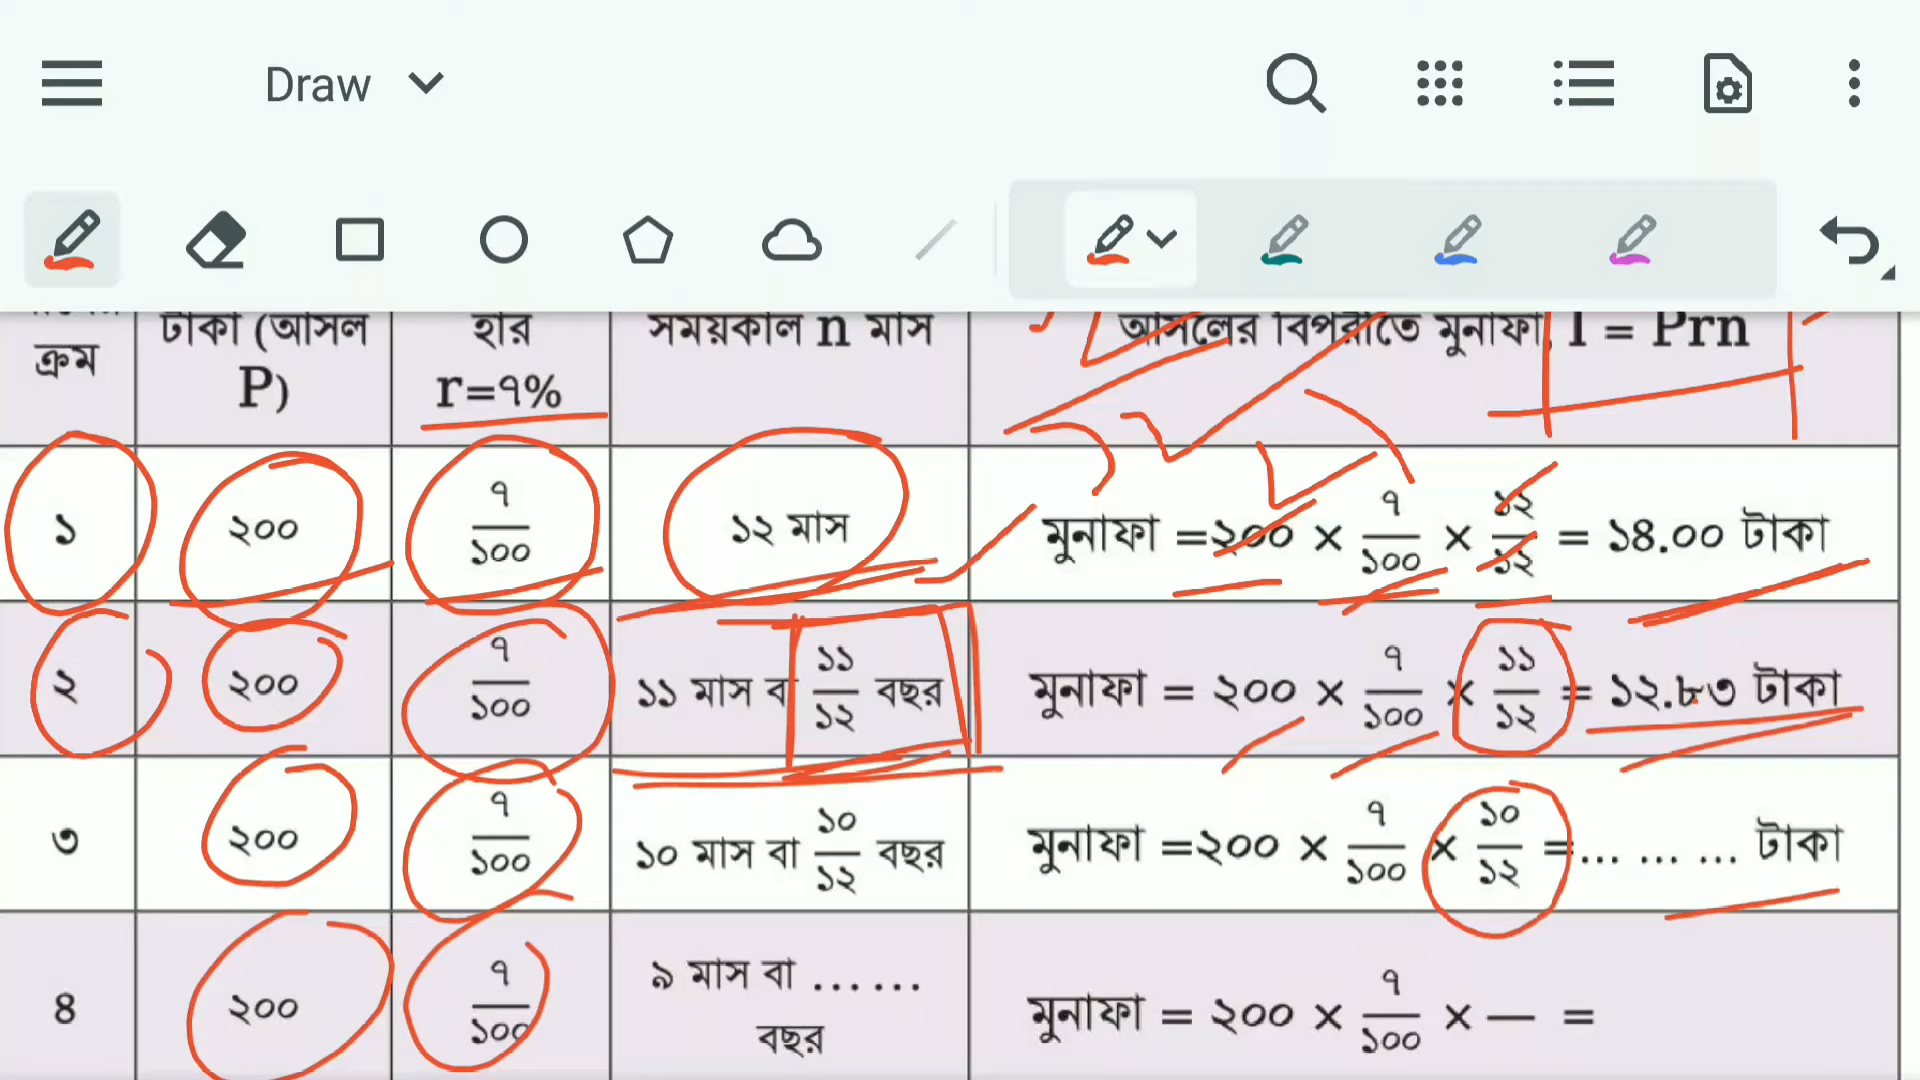 Draw
ক্রম
টাকা (আসল P)
হার r=৭%
সময়কাল n মাস
আসলের বিপরীতে মুনাফা, I = Prn
১
২০০
৭/১০০
১২ মাস
মুনাফা =২০০ × ৭/১০০ × ১২/১২ = ১৪.০০ টাকা
২
২০০
৭/১০০
১১ মাস বা ১১/১২ বছর
মুনাফা = ২০০ × ৭/১০০ × ১১/১২ = ১২.৮৩ টাকা
৩
২০০
৭/১০০
১০ মাস বা ১০/১২ বছর
মুনাফা =২০০ × ৭/১০০ × ১০/১২ =... ... ... টাকা
৪
২০০
৭/১০০
৯ মাস বা ......
বছর
মুনাফা = ২০০ × ৭/১০০ × — =